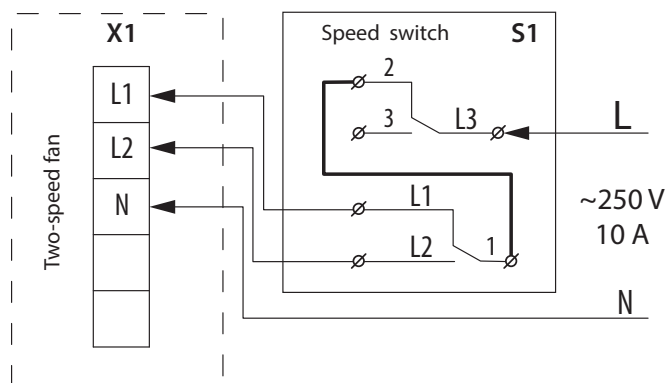 X1
Speed switch S1
2
L1
3
L3
L
L2
L1
~250 V
N
10 A
L2
1
Two-speed fan
N